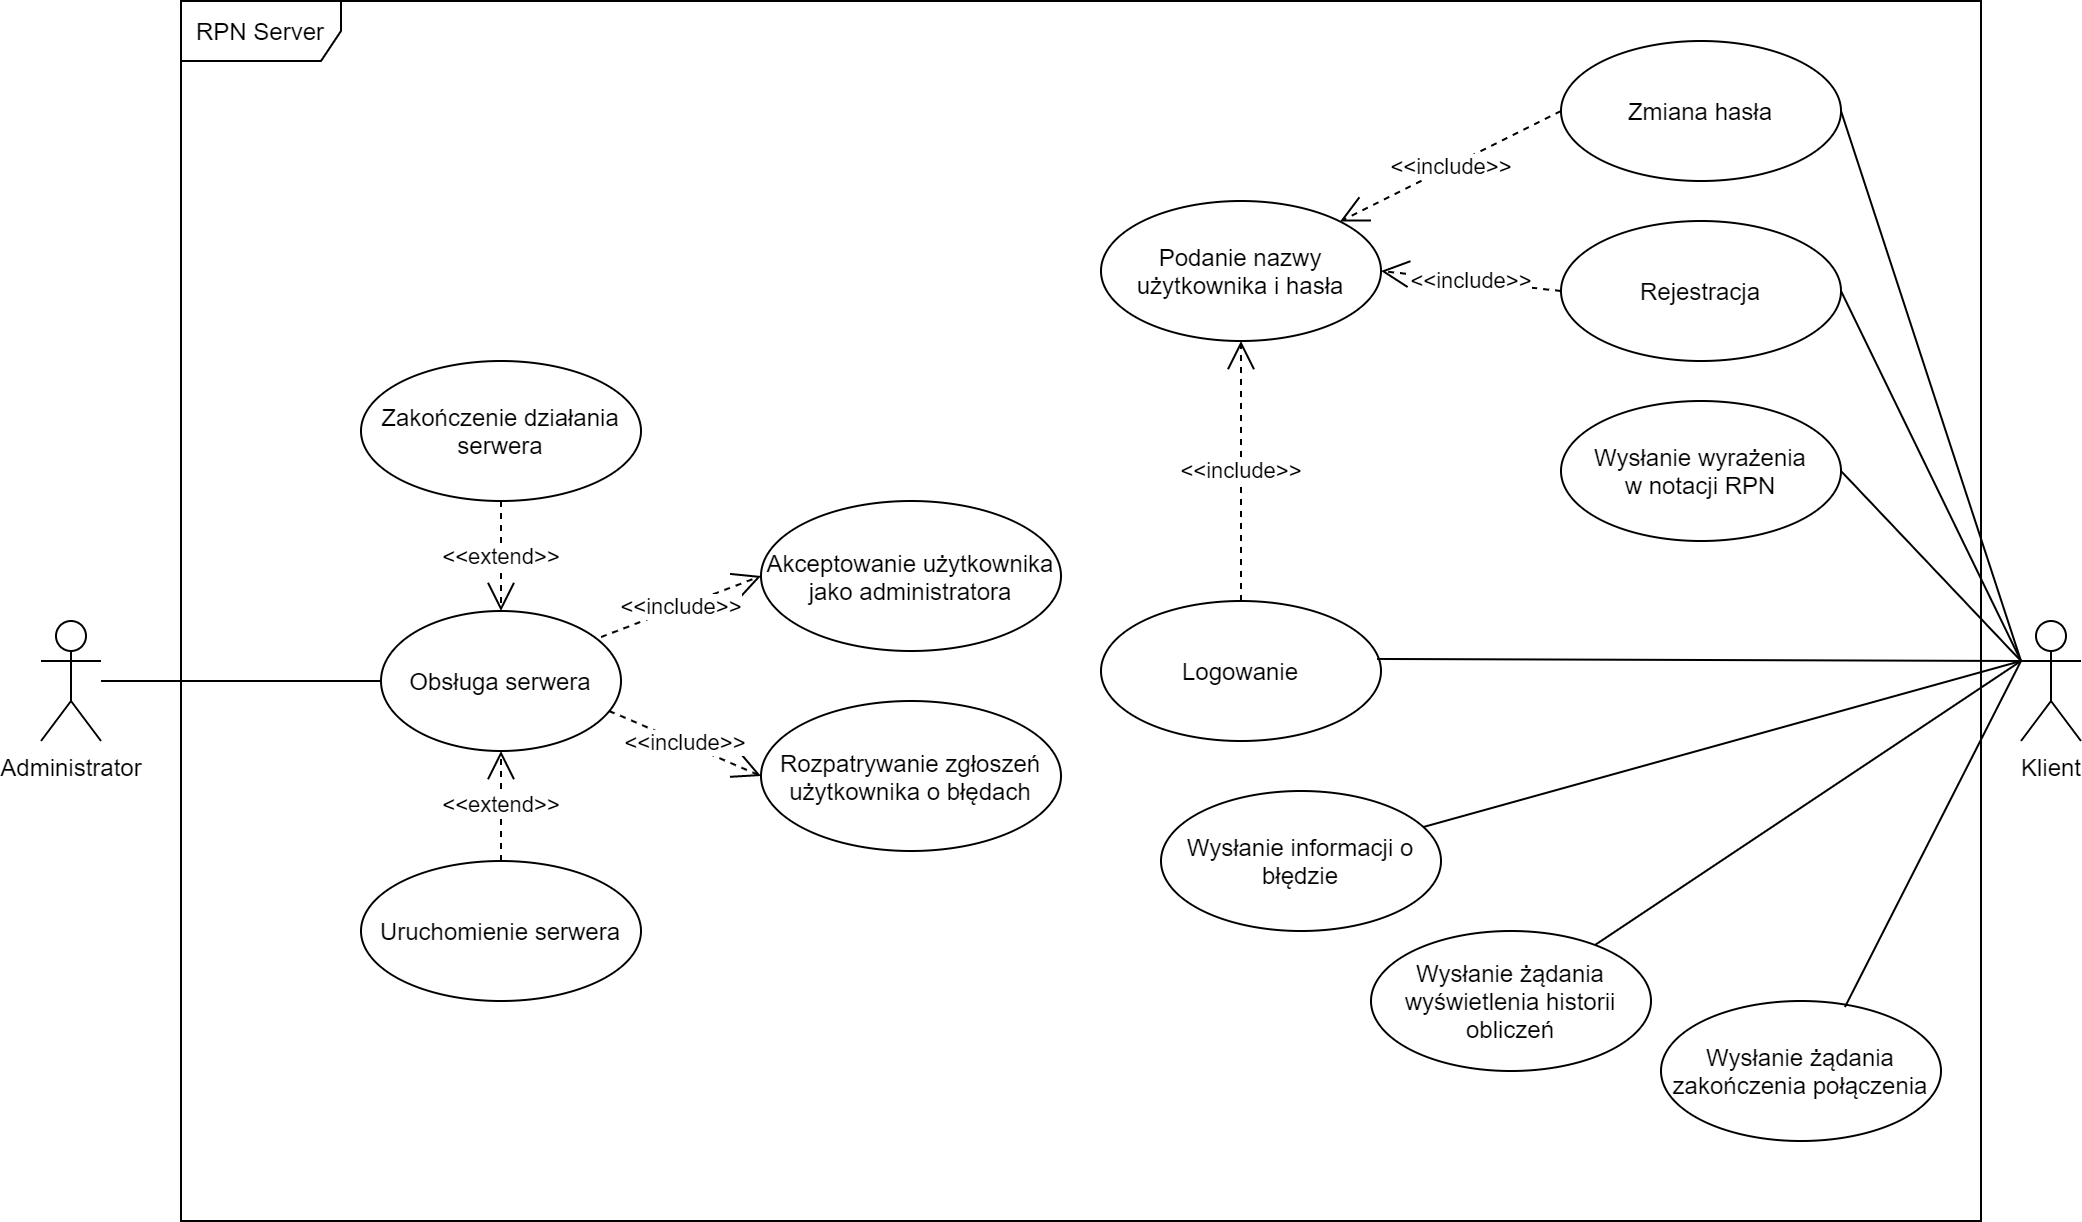 RPN Server
Zmiana hasła
<<include>>
Podanie nazwy
użytkownika i hasła
<<include>>
Rejestracja
Zakończenie działania
serwera
<<include>>
Wysłanie wyrażenia
w notacji RPN
<<extend>>
Akceptowanie użytkownika
jako administratora
<<include>>
Administrator
Obsługa serwera
Logowanie
Klient
<<include>>
Rozpatrywanie zgłoszeń
użytkownika o błędach
<<extend>>
Wysłanie informacji o
błędzie
Uruchomienie serwera
Wysłanie żądania
wyświetlenia historii
obliczeń
Wysłanie żądania
zakończenia połączenia